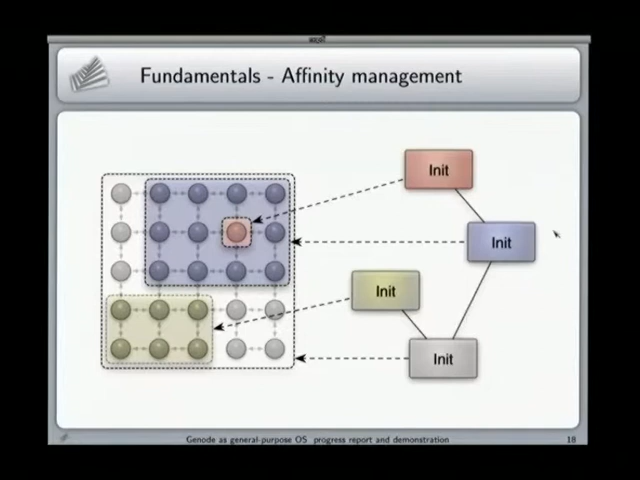 Fundamentals - Affinity management
Init
Init
Init
Init
Genode as general-purpose OS progress report and demonstration
18